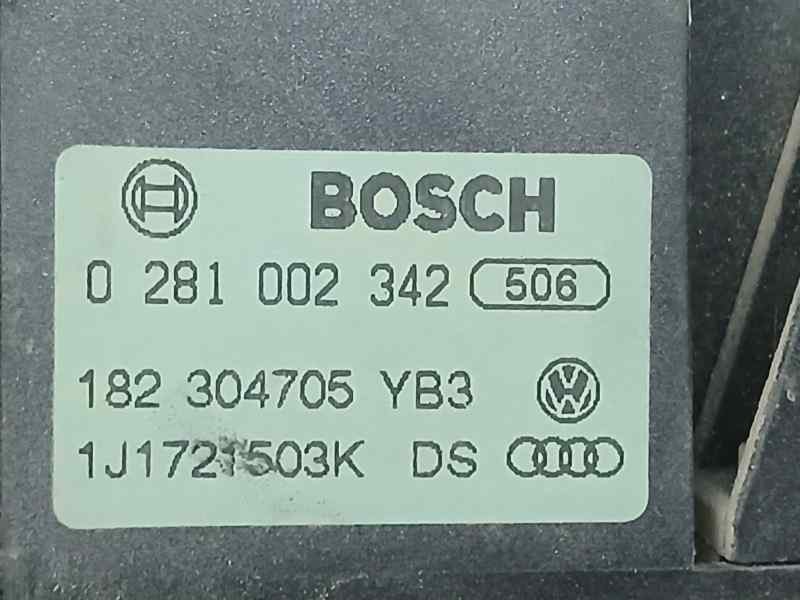 BOSCH
0 281 002 342 506
182 304705 YB3
1J1721503K DS